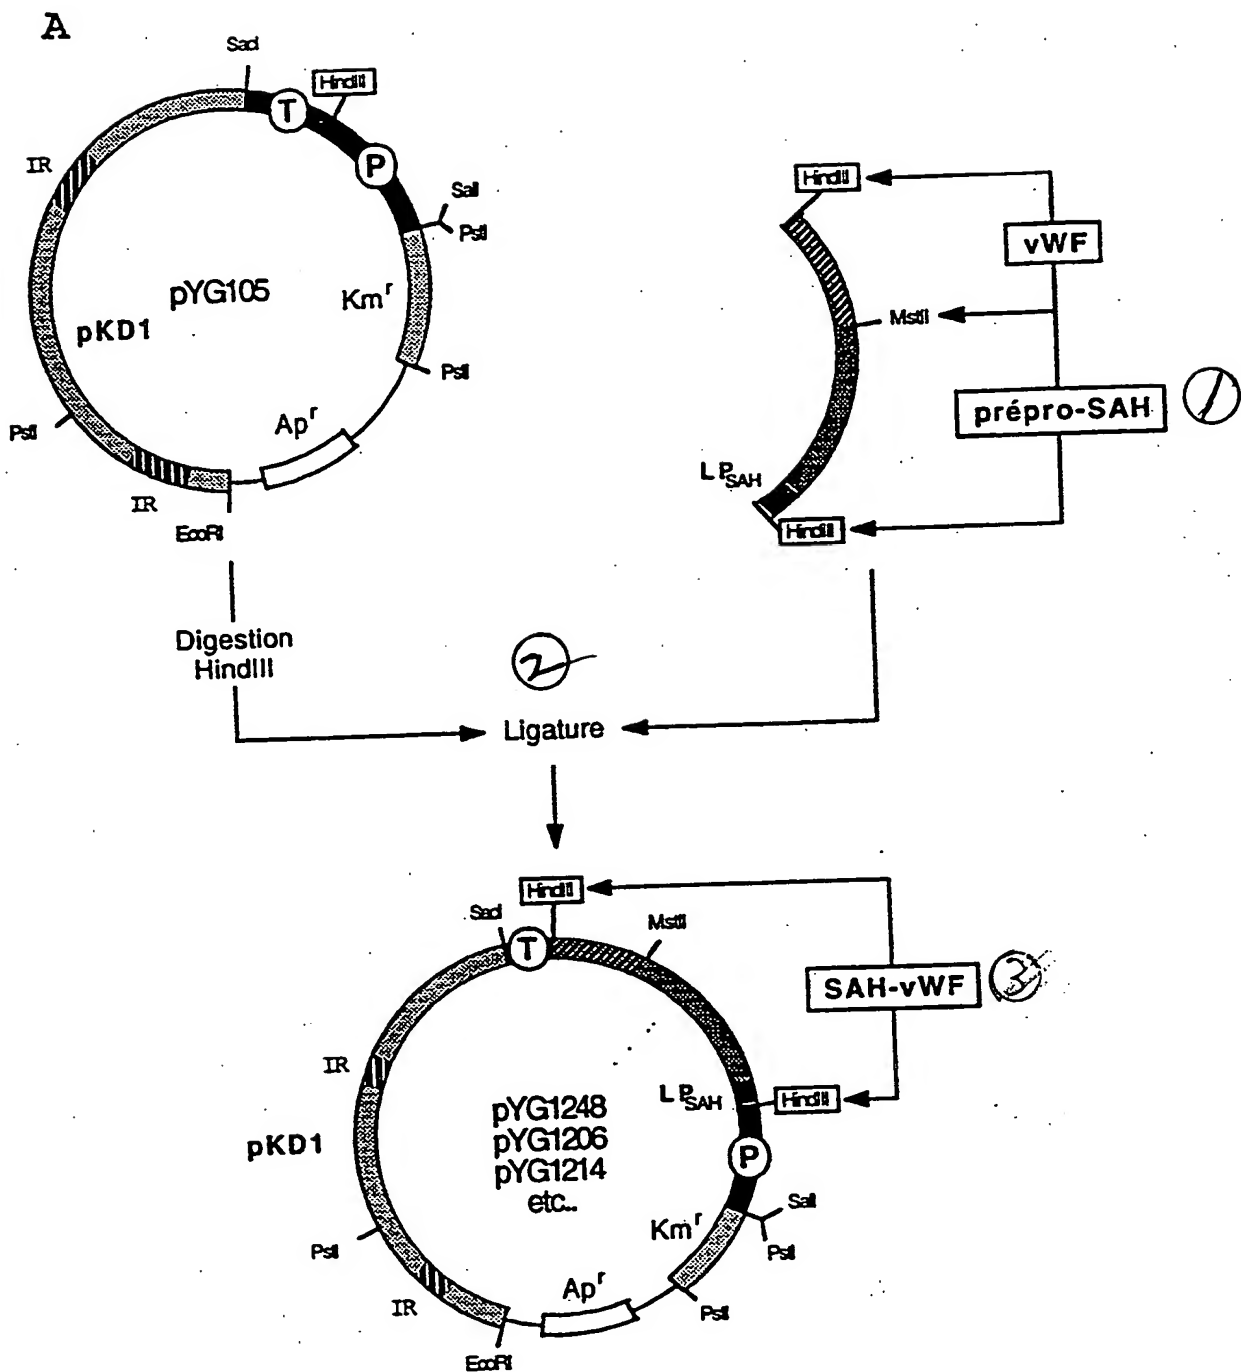 A
SacI
HindIII
T
P
IR
SalI
PstI
pYG105
pKD1
Km^r
PstI
PstI
Ap^r
IR
EcoRI
HindIII
vWF
MstII
prépro-SAH
1
LP_SAH
HindIII
Digestion
HindIII
2
Ligature
HindIII
SacI
MstII
T
SAH-vWF
3
IR
LP_SAH
HindIII
pKD1
pYG1248
pYG1206
pYG1214
etc..
P
SalI
Km^r
PstI
PstI
Ap^r
PstI
IR
EcoRI